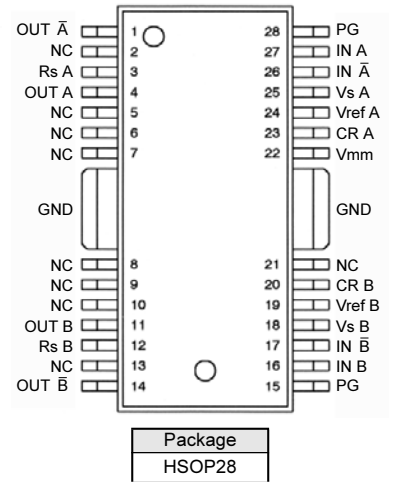 OUT A̅ 1 28 PG
NC 2 27 IN A
Rs A 3 26 IN A̅
OUT A 4 25 Vs A
NC 5 24 Vref A
NC 6 23 CR A
NC 7 22 Vmm
GND GND
NC 8 21 NC
NC 9 20 CR B
NC 10 19 Vref B
OUT B 11 18 Vs B
Rs B 12 17 IN B̅
NC 13 16 IN B
OUT B̅ 14 15 PG
Package
HSOP28